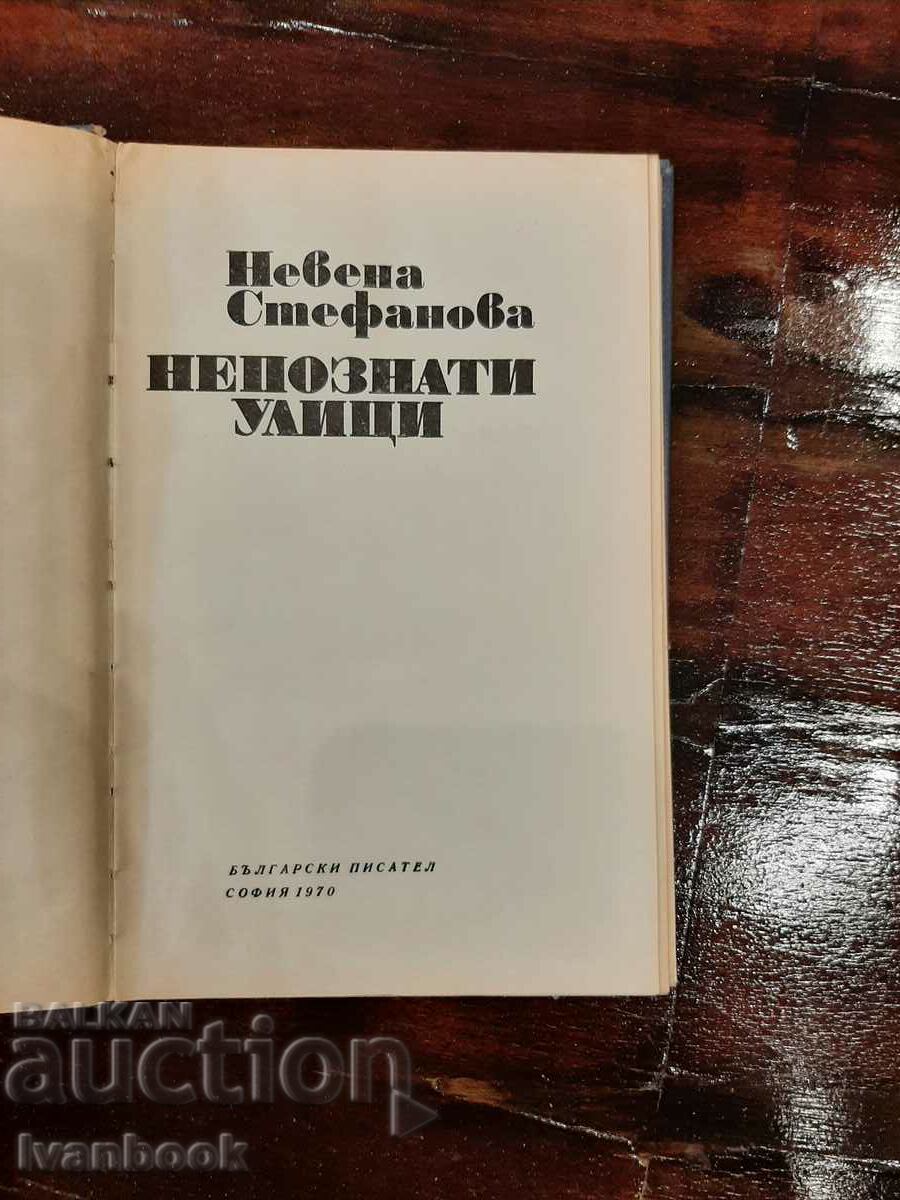 Невена
Стефанова
НЕПОЗНАТИ
УЛИЦИ
БЪЛГАРСКИ ПИСАТЕЛ
СОФИЯ 1970
BALKAN
auction
Ivanbook